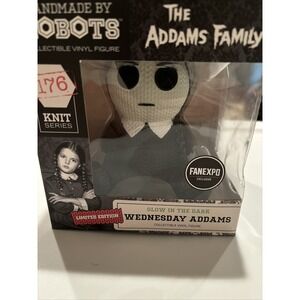 HANDMADE BY
ROBOTS
COLLECTIBLE VINYL FIGURE
THE
ADDAMS FAMILY
176
KNIT
SERIES
FANEXPO
EXCLUSIVE
LIMITED EDITION
GLOW IN THE DARK
WEDNESDAY ADDAMS
COLLECTIBLE VINYL FIGURE